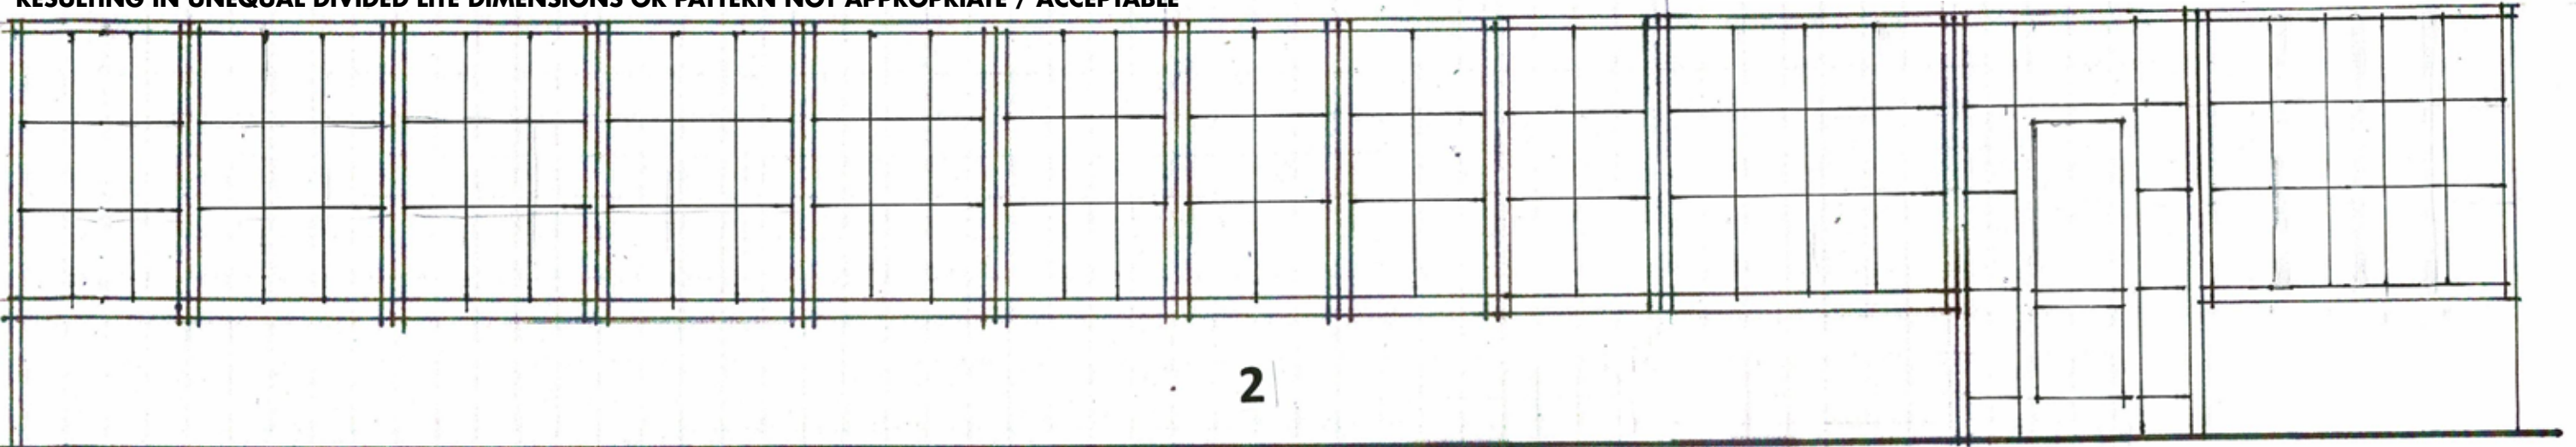 RESULTING IN UNEQUAL DIVIDED LITE DIMENSIONS OR PATTERN NOT APPROPRIATE / ACCEPTABLE
2